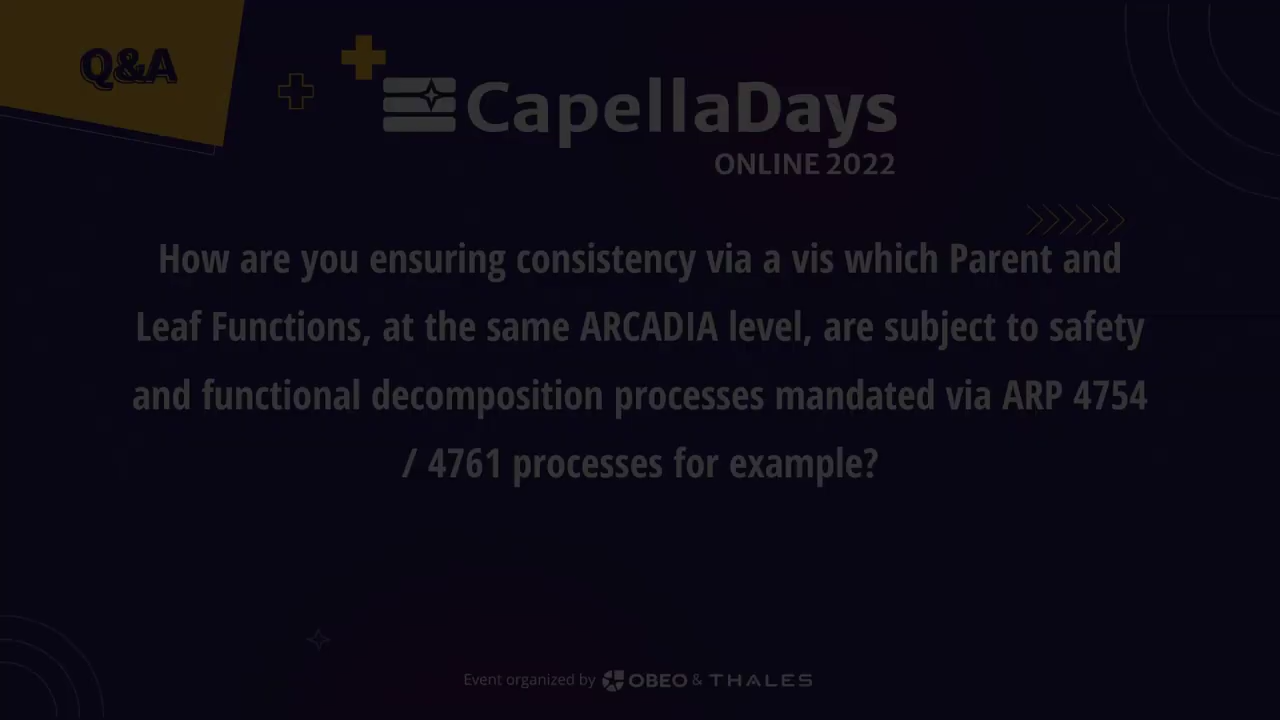 Q&A
CapellaDays
ONLINE 2022
How are you ensuring consistency via a vis which Parent and
Leaf Functions, at the same ARCADIA level, are subject to safety
and functional decomposition processes mandated via ARP 4754
/ 4761 processes for example?
Event organized by OBEO & THALES